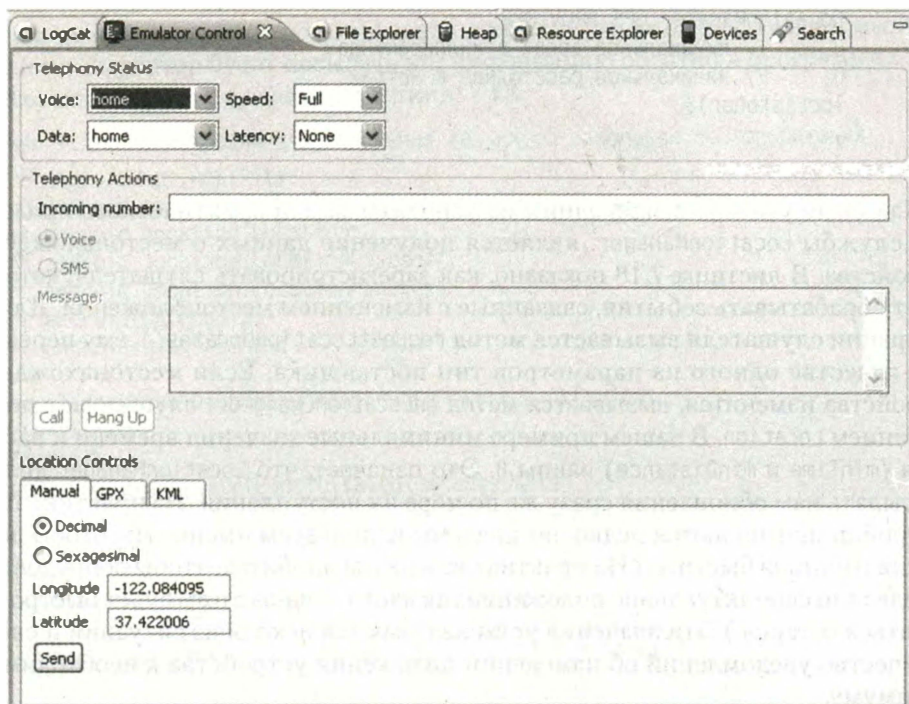 LogCat Emulator Control File Explorer Heap Resource Explorer Devices Search
Telephony Status
Voice: home Speed: Full
Data: home Latency: None
Telephony Actions
Incoming number:
Voice
SMS
Message:
Call Hang Up
Location Controls
Manual GPX KML
Decimal
Sexagesimal
Longitude -122.084095
Latitude 37.422006
Send